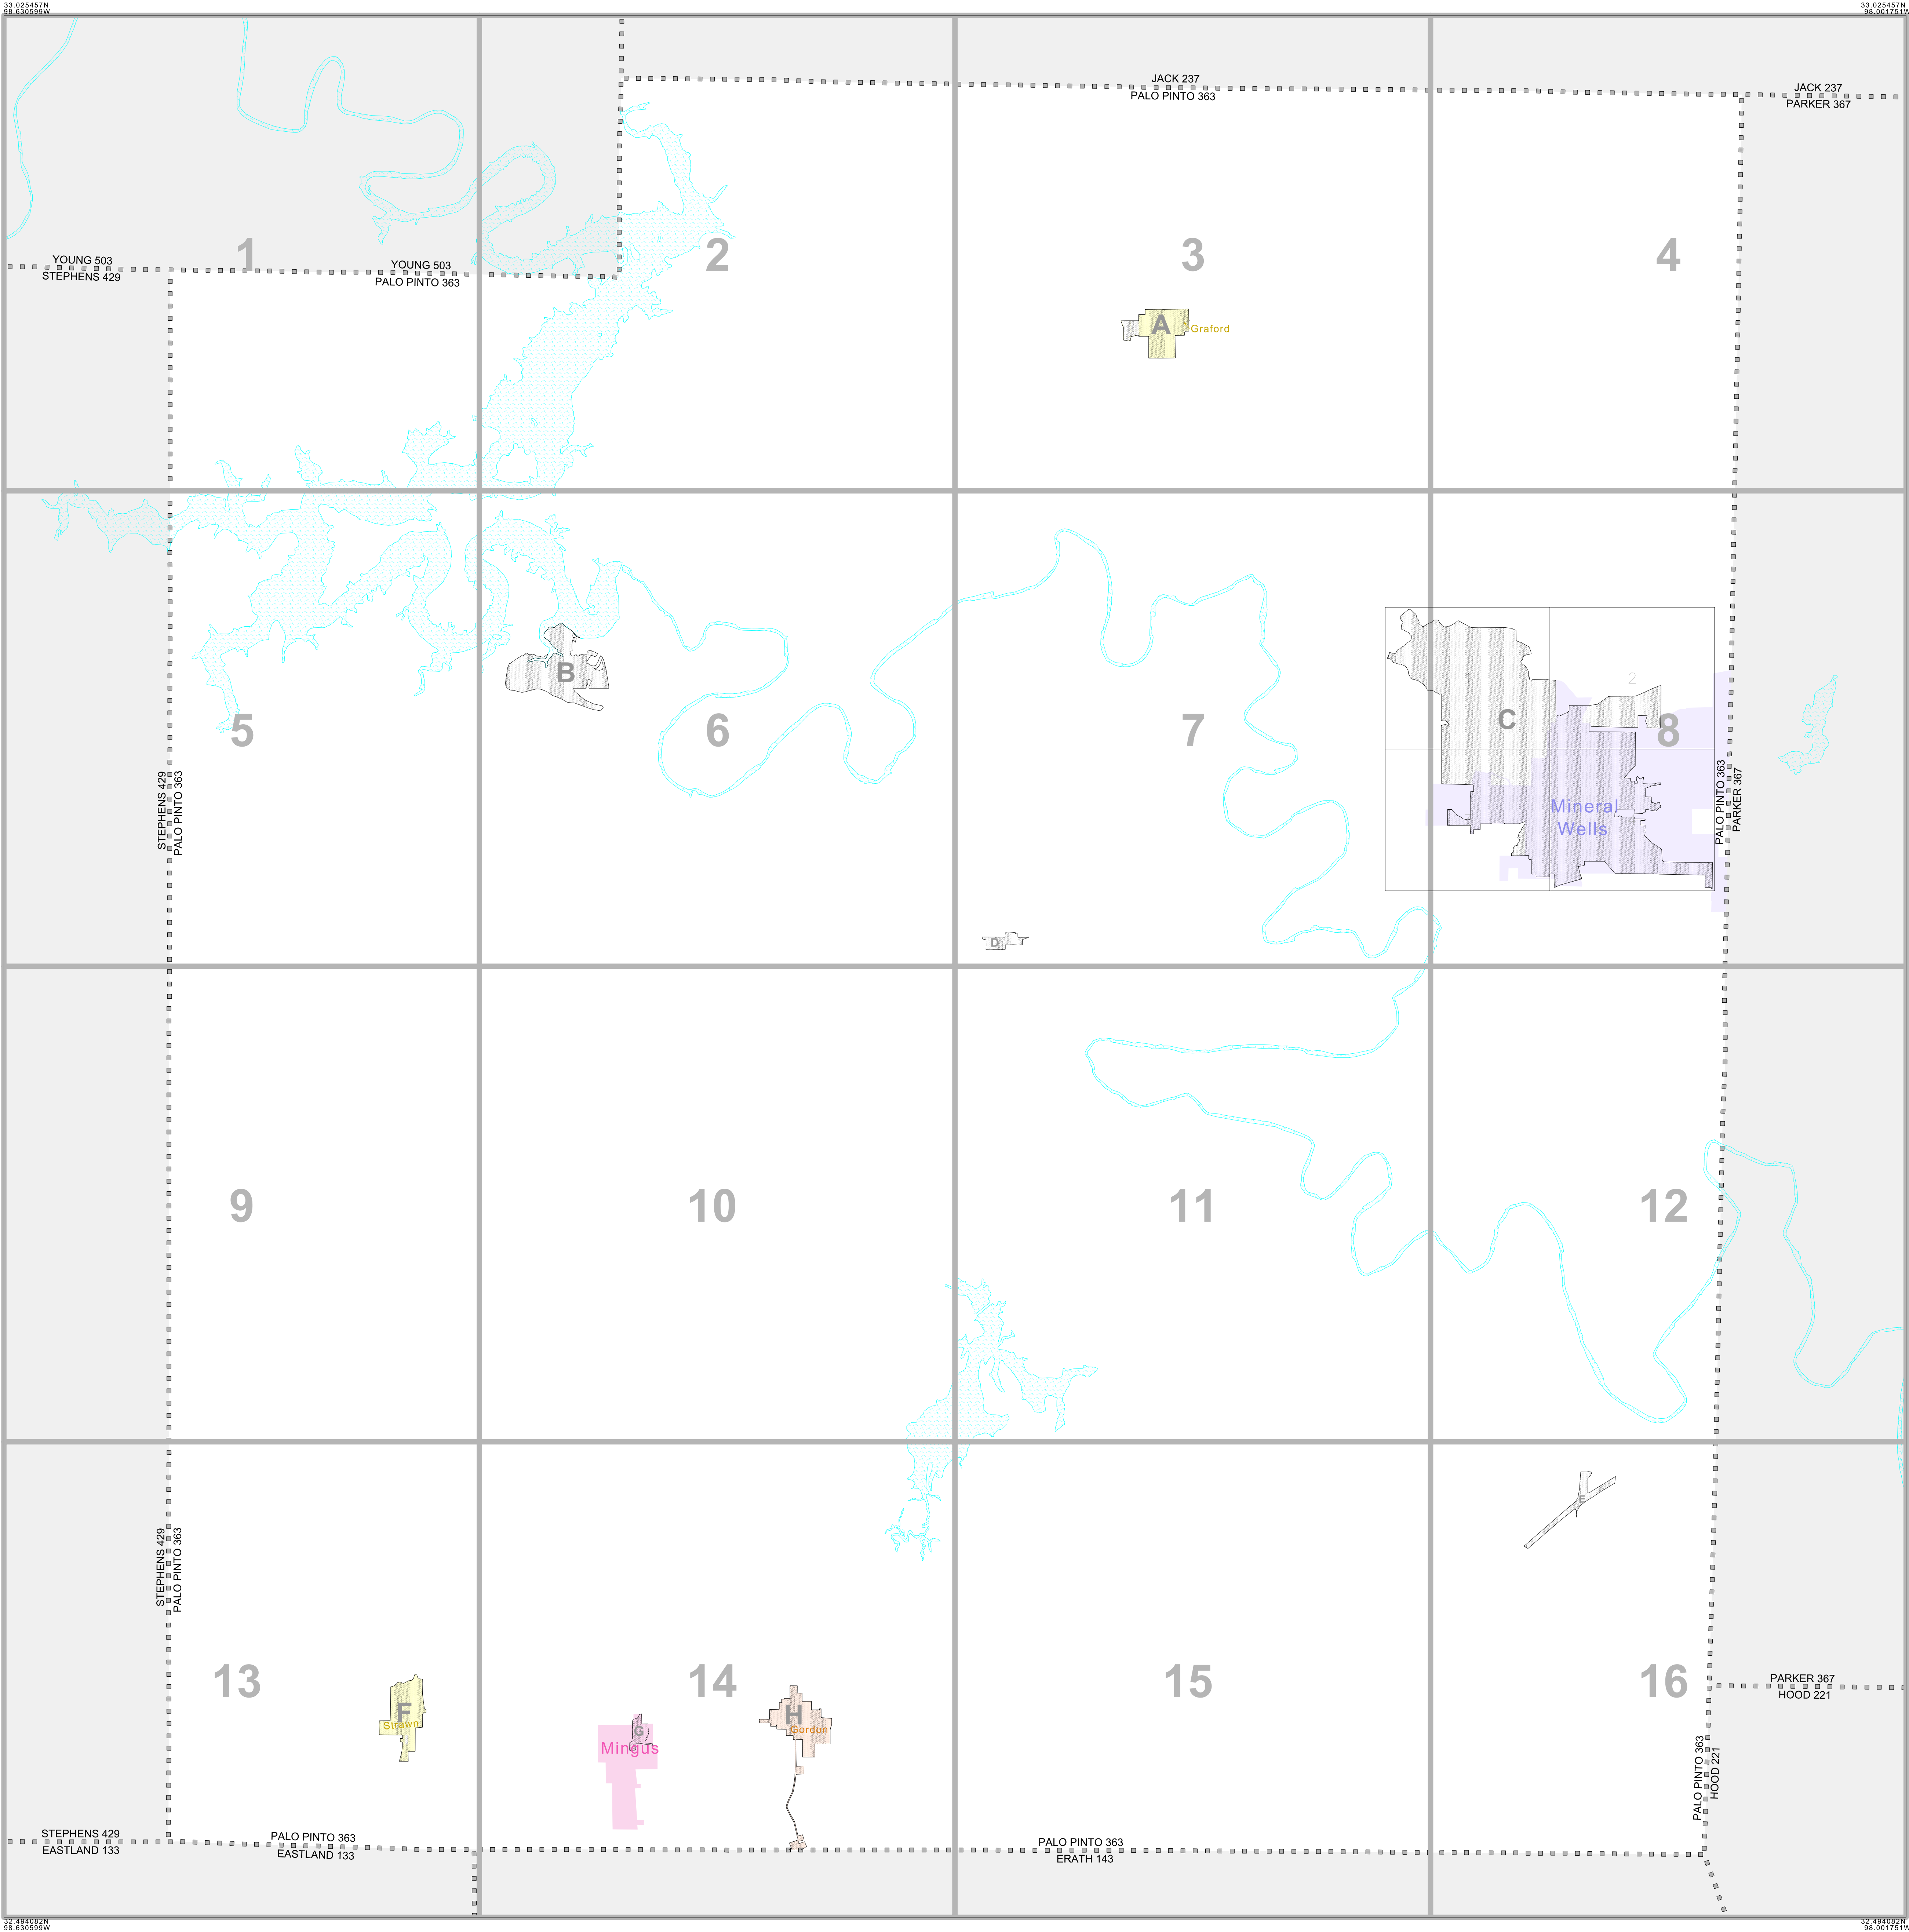 33.025457N
98.630599W
33.025457N
98.001751W
JACK 237
PALO PINTO 363
JACK 237
PARKER 367
1
2
3
4
YOUNG 503
STEPHENS 429
YOUNG 503
PALO PINTO 363
A
Graford
B
1
2
C
5
6
7
8
STEPHENS 429
PALO PINTO 363
PALO PINTO 363
PARKER 367
Mineral
Wells
4
D
9
10
11
12
E
STEPHENS 429
PALO PINTO 363
13
14
15
16
PARKER 367
HOOD 221
F
Strawn
G
Mingus
H
Gordon
PALO PINTO 363
HOOD 221
STEPHENS 429
EASTLAND 133
PALO PINTO 363
EASTLAND 133
PALO PINTO 363
ERATH 143
32.494082N
98.630599W
32.494082N
98.001751W